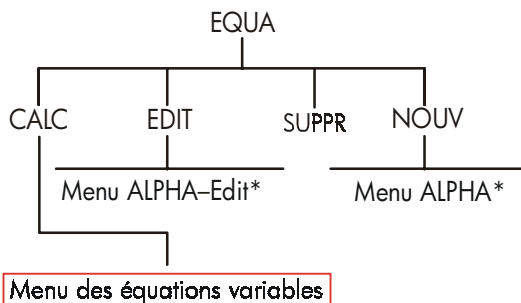 EQUA
CALC EDIT SUPPR NOUV
Menu ALPHA–Edit* Menu ALPHA*
Menu des équations variables